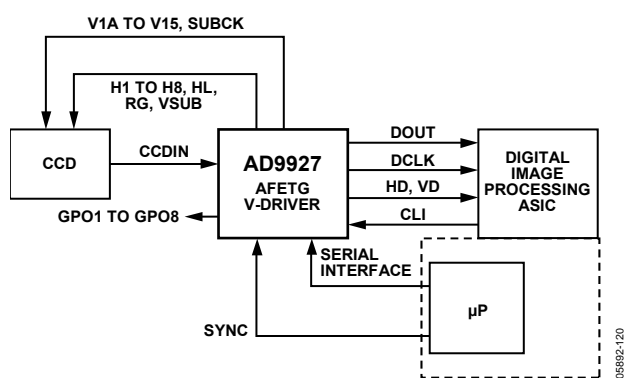 V1A TO V15, SUBCK
H1 TO H8, HL,
RG, VSUB
CCD
CCDIN
AD9927
AFETG
V-DRIVER
DOUT
DCLK
HD, VD
CLI
DIGITAL
IMAGE
PROCESSING
ASIC
GPO1 TO GPO8
SERIAL
INTERFACE
µP
SYNC
05892-120